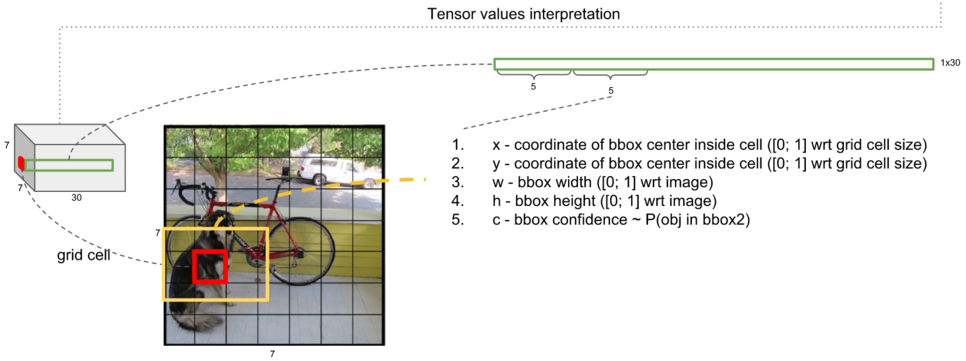 Tensor values interpretation
1x30
5
5
7
7
30
1. x - coordinate of bbox center inside cell ([0; 1] wrt grid cell size)
2. y - coordinate of bbox center inside cell ([0; 1] wrt grid cell size)
3. w - bbox width ([0; 1] wrt image)
4. h - bbox height ([0; 1] wrt image)
5. c - bbox confidence ~ P(obj in bbox2)
7
grid cell
7